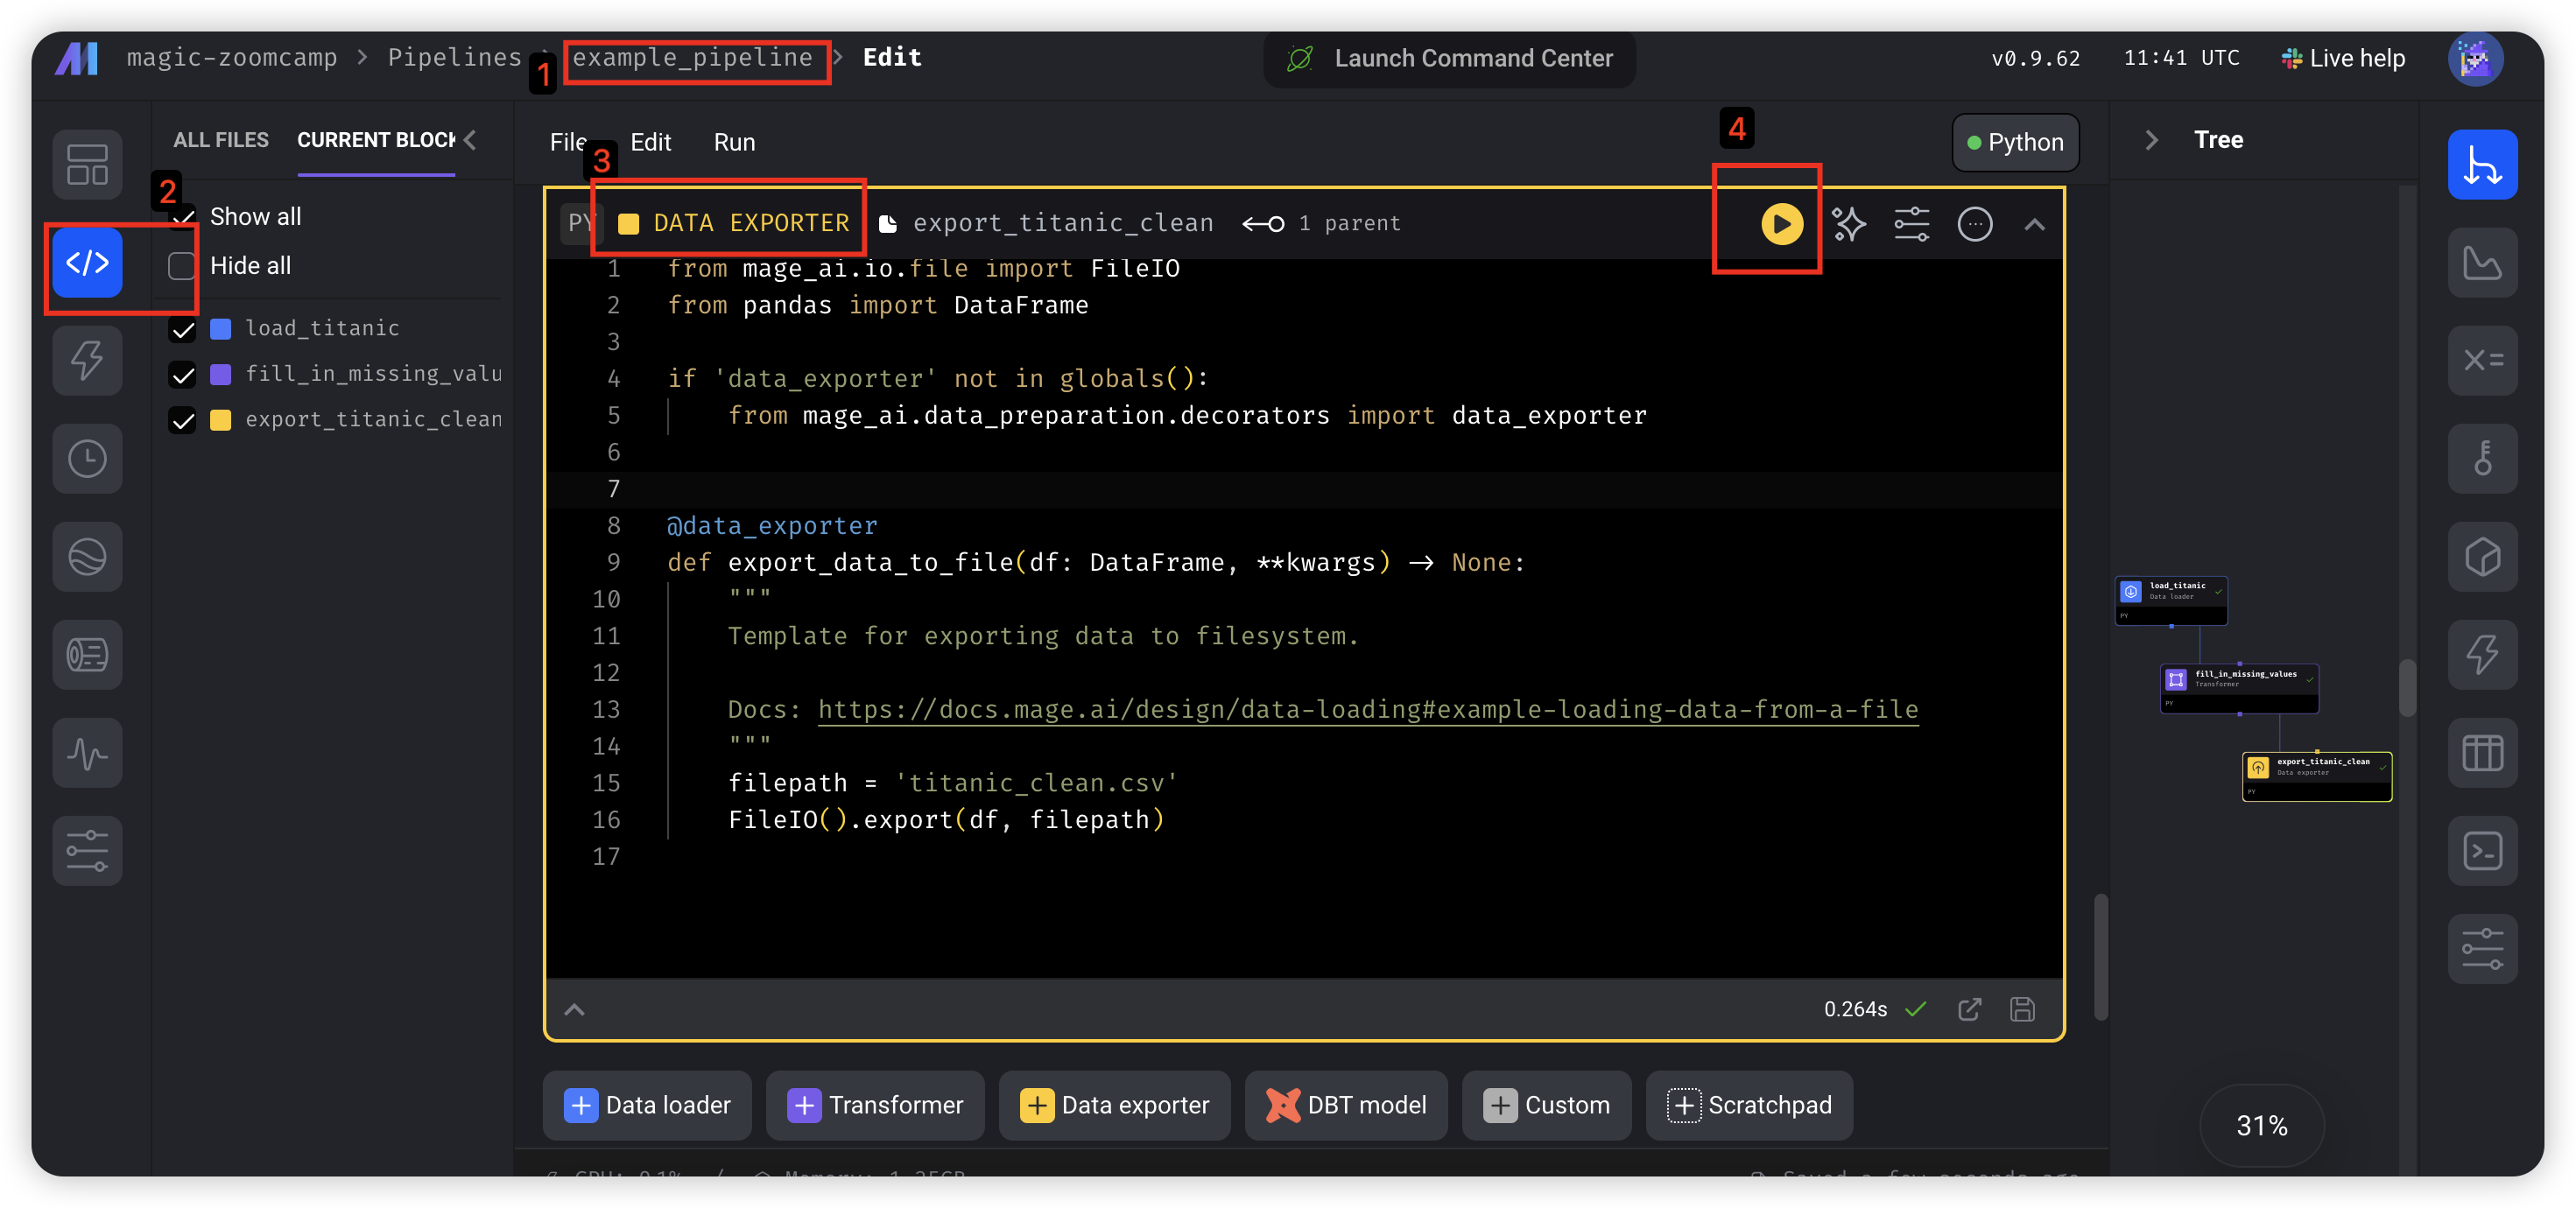 magic-zoomcamp > Pipelines > example_pipeline > Edit
Launch Command Center
v0.9.62
11:41 UTC
Live help
1
ALL FILES
CURRENT BLOCK
2
Show all
Hide all
</>
load_titanic
fill_in_missing_valu
export_titanic_clean
File
Edit
Run
Python
3
4
PY
DATA EXPORTER
export_titanic_clean
1 parent
1 from mage_ai.io.file import FileIO
2 from pandas import DataFrame
3
4 if 'data_exporter' not in globals():
5 from mage_ai.data_preparation.decorators import data_exporter
6
7
8 @data_exporter
9 def export_data_to_file(df: DataFrame, **kwargs) -> None:
10 """
11 Template for exporting data to filesystem.
12
13 Docs: https://docs.mage.ai/design/data-loading#example-loading-data-from-a-file
14 """
15 filepath = 'titanic_clean.csv'
16 FileIO().export(df, filepath)
17
0.264s
Data loader
Transformer
Data exporter
DBT model
Custom
Scratchpad
Saved a few seconds ago
Tree
load_titanic
Data loader
PY
fill_in_missing_values
Transformer
PY
export_titanic_clean
Data exporter
PY
31%
X=